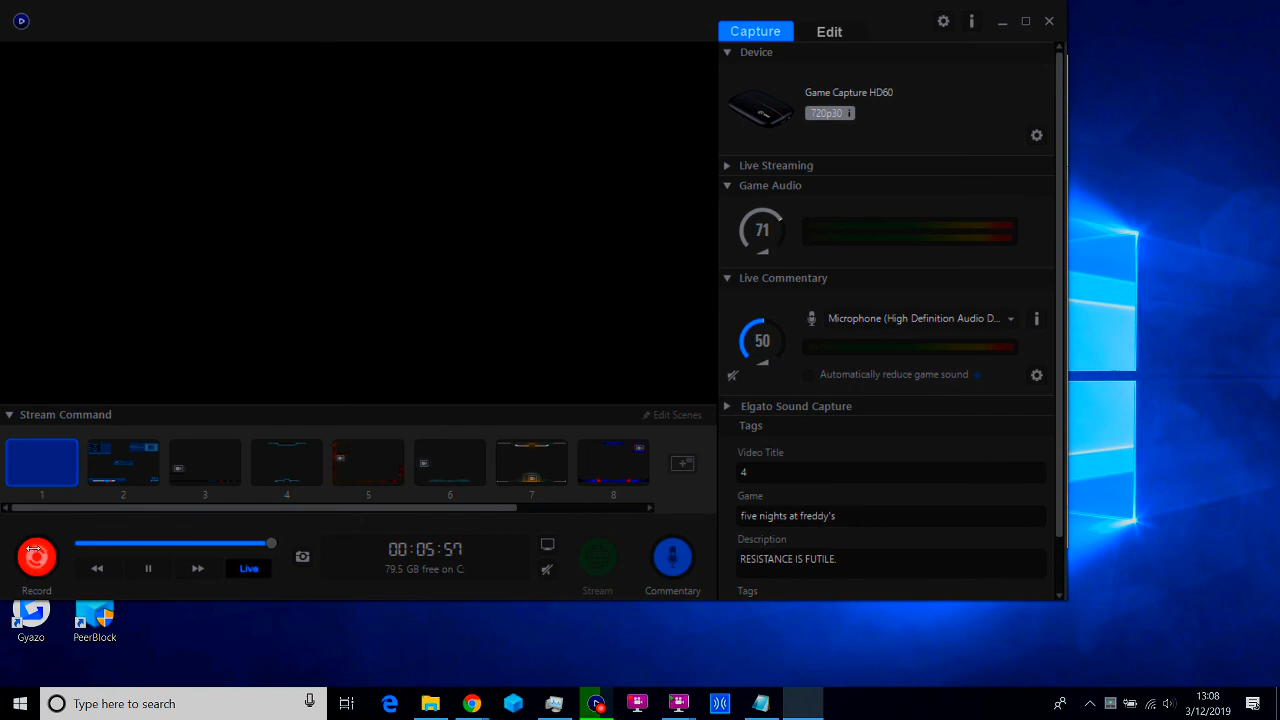 Capture
Edit
Device
Game Capture HD60
720p30
Live Streaming
Game Audio
71
Live Commentary
Microphone (High Definition Audio D...
50
Automatically reduce game sound
Stream Command
Edit Scenes
Elgato Sound Capture
Tags
1 2 3 4 5 6 7 8
Video Title
4
Game
five nights at freddy's
Description
RESISTANCE IS FUTILE.
Tags
00:05:57
79.5 GB free on C:
Live
Record
Stream
Commentary
Gyazo
PeerBlock
Type here to search
13:08
3/12/2019